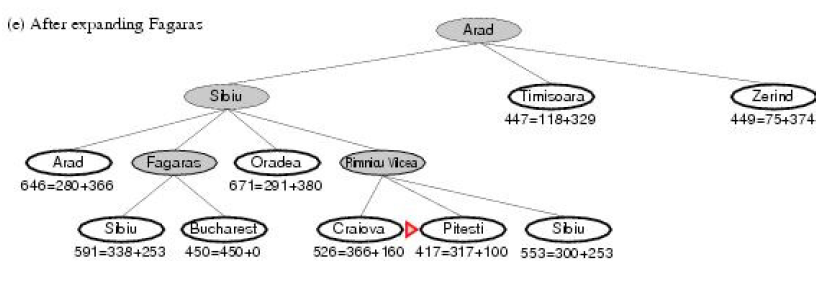 (e) After expanding Fagaras
Arad
Sibiu
Timisoara
Zerind
447=118+329
449=75+374
Arad
Fagaras
Oradea
Rimnicu Vilcea
646=280+366
671=291+380
Sibiu
Bucharest
Craiova
Pitesti
Sibiu
591=338+253
450=450+0
526=366+160
417=317+100
553=300+253